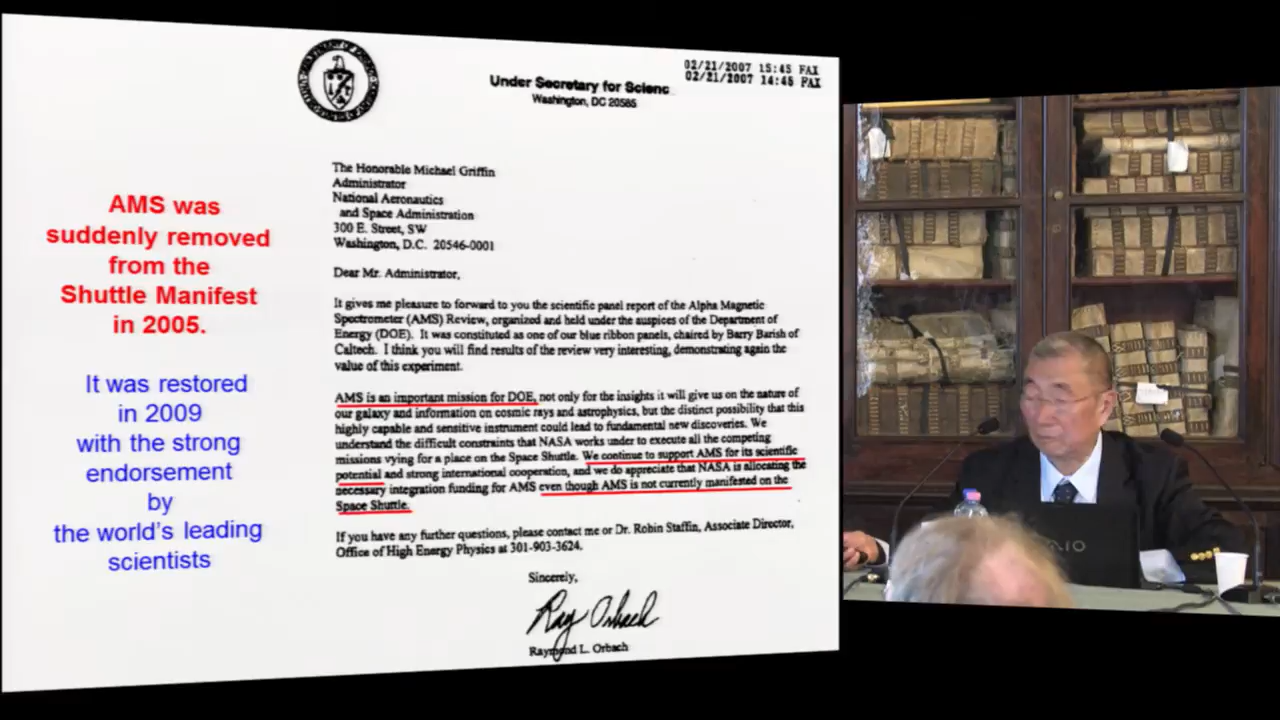 AMS was
suddenly removed
from the
Shuttle Manifest
in 2005.
It was restored
in 2009
with the strong
endorsement
by
the world's leading
scientists
Under Secretary for Scienc
Washington, DC 20585
02/21/2007 15:45 FAX
02/21/2007 14:46 FAX
The Honorable Michael Griffin
Administrator
National Aeronautics
and Space Administration
300 E. Street, SW
Washington, D.C. 20546-0001
Dear Mr. Administrator,
It gives me pleasure to forward to you the scientific panel report of the Alpha Magnetic
Spectrometer (AMS) Review, organized and held under the auspices of the Department of
Energy (DOE). It was constituted as one of our blue ribbon panels, chaired by Barry Barish of
Caltech. I think you will find results of the review very interesting, demonstrating again the
value of this experiment.
AMS is an important mission for DOE, not only for the insights it will give us on the nature of
our galaxy and information on cosmic rays and astrophysics, but the distinct possibility that this
highly capable and sensitive instrument could lead to fundamental new discoveries. We
understand the difficult constraints that NASA works under to execute all the competing
missions vying for a place on the Space Shuttle. We continue to support AMS for its scientific
potential and strong international cooperation, and we do appreciate that NASA is allocating the
necessary integration funding for AMS even though AMS is not currently manifested on the
Space Shuttle.
If you have any further questions, please contact me or Dr. Robin Staffin, Associate Director,
Office of High Energy Physics at 301-903-3624.
Sincerely,
Ray Orbach
Raymond L. Orbach